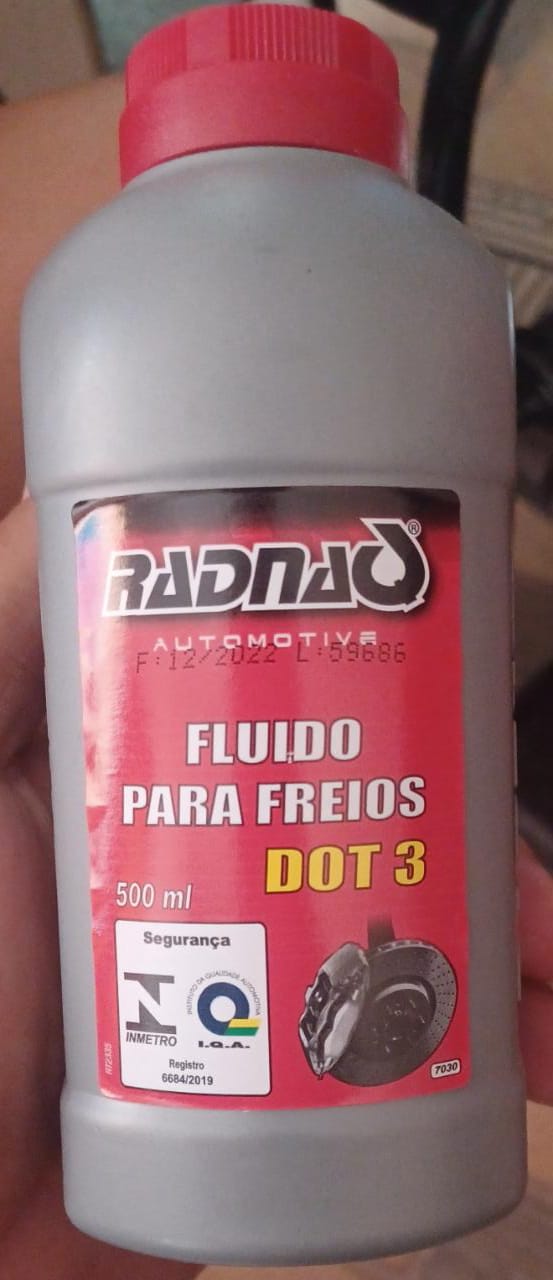 RADNAQ®
AUTOMOTIVE
F:12/2022 L:59686
FLUIDO
PARA FREIOS
DOT 3
500 ml
Segurança
INMETRO
INSTITUTO DA QUALIDADE AUTOMOTIVA
I.Q.A.
Registro
6684/2019
7030